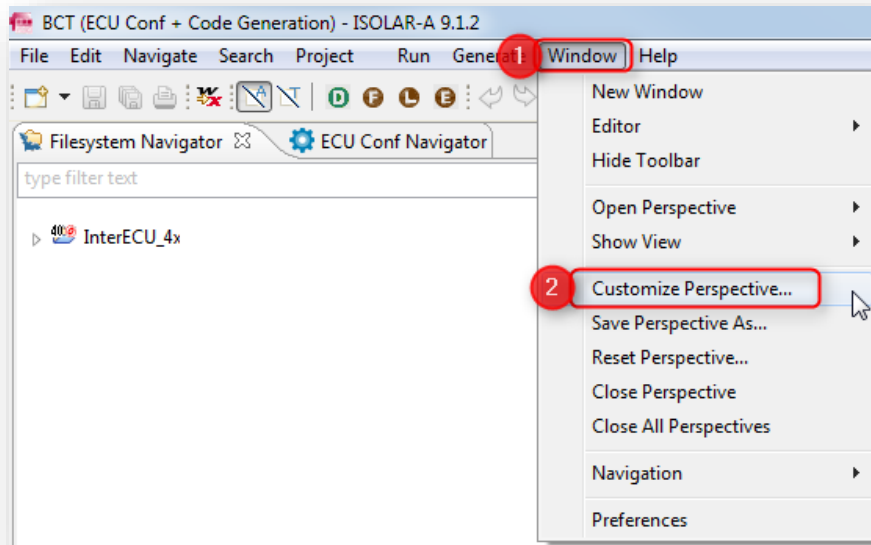 BCT (ECU Conf + Code Generation) - ISOLAR-A 9.1.2
File Edit Navigate Search Project Run Generate Window Help
1
D F L E
Filesystem Navigator ECU Conf Navigator
type filter text
InterECU_4x
New Window
Editor
Hide Toolbar
Open Perspective
Show View
2 Customize Perspective...
Save Perspective As...
Reset Perspective...
Close Perspective
Close All Perspectives
Navigation
Preferences